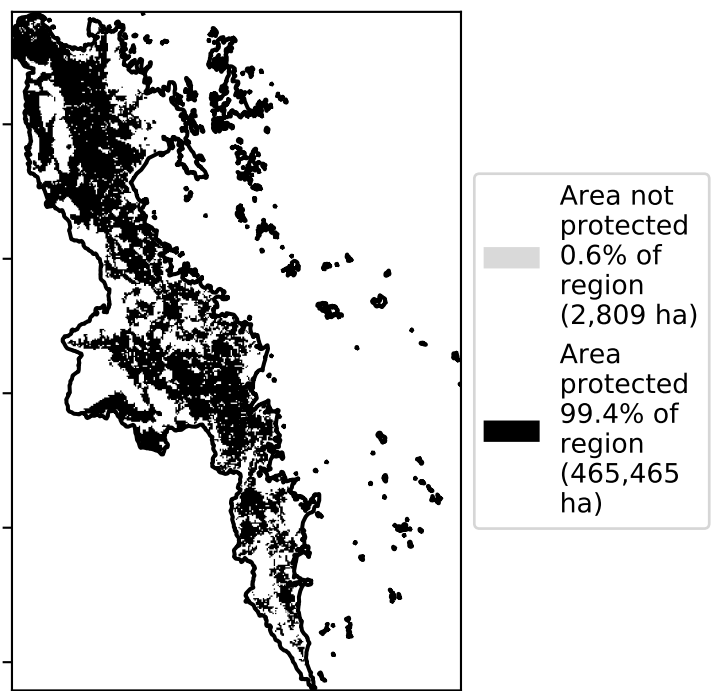 Area not
protected
0.6% of
region
(2,809 ha)
Area
protected
99.4% of
region
(465,465
ha)